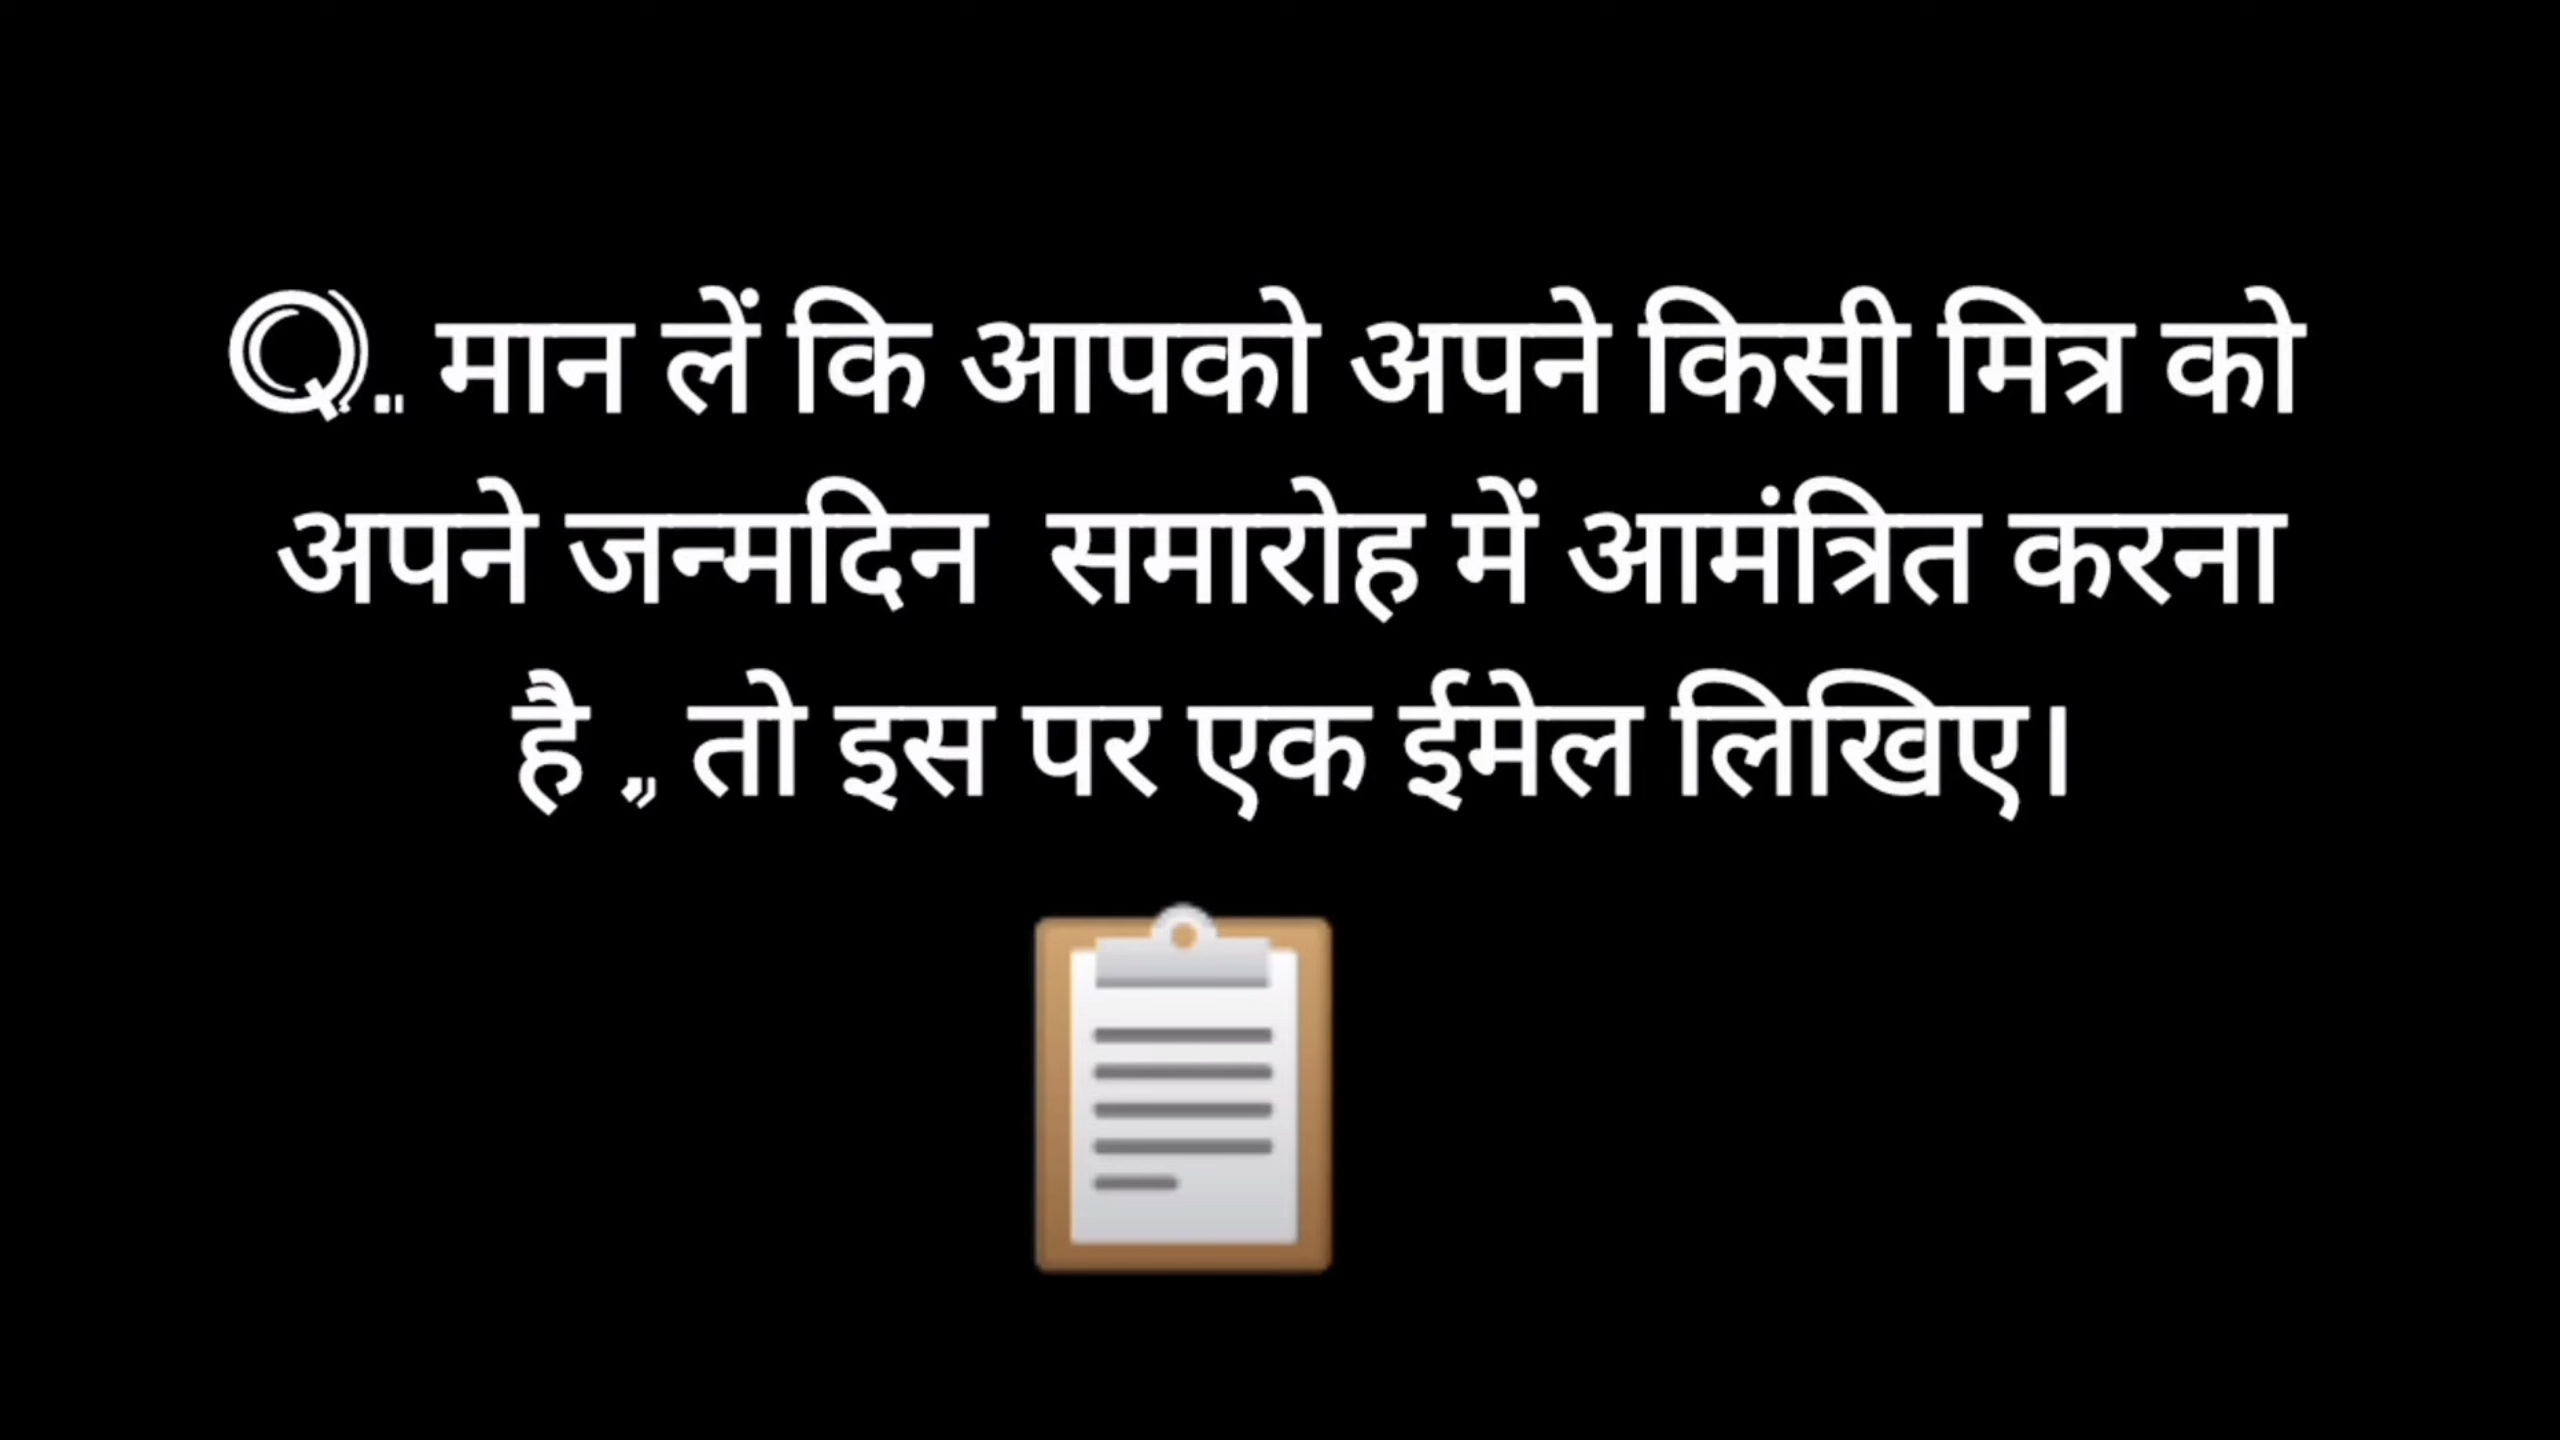 Q.. मान लें कि आपको अपने किसी मित्र को
अपने जन्मदिन समारोह में आमंत्रित करना
है ,, तो इस पर एक ईमेल लिखिए।